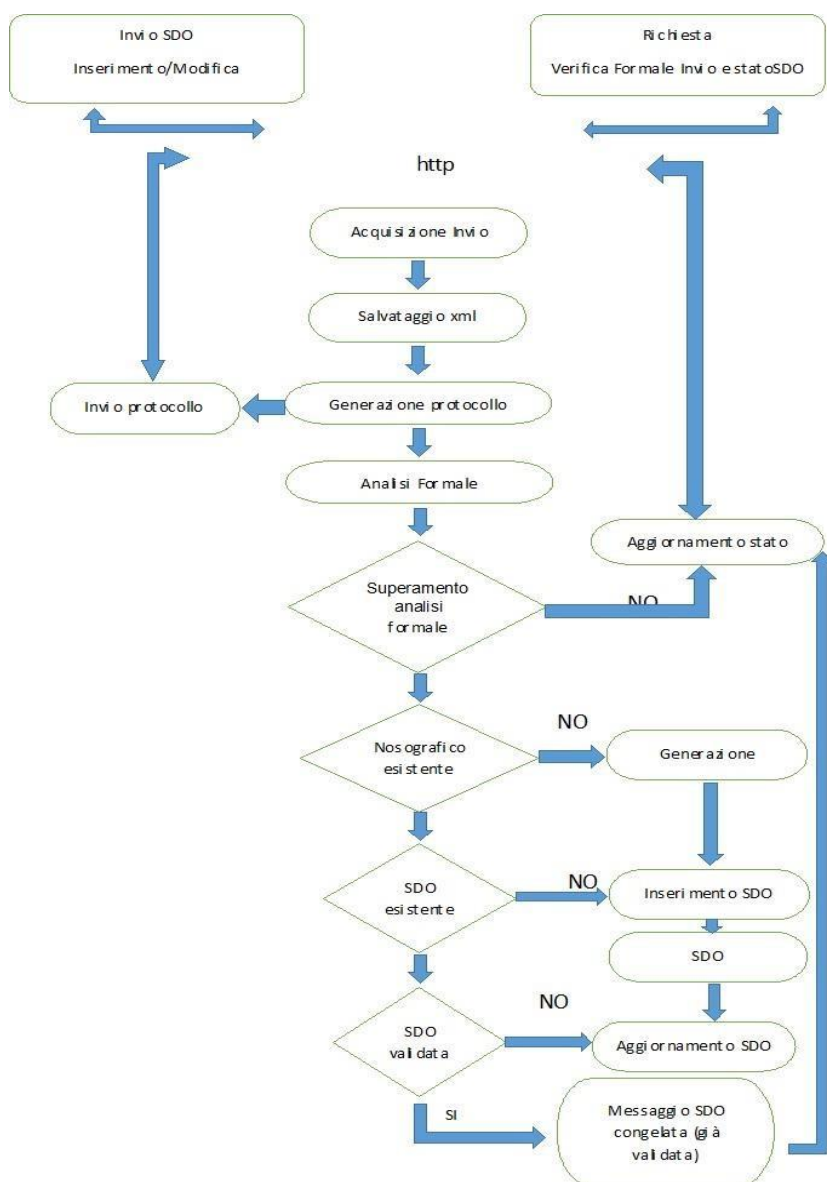 Invio SDO
Inserimento/Modifica
Richiesta
Verifica Formale Invio e statoSDO
http
Acquisizione Invio
Salvataggio xml
Generazione protocollo
Invio protocollo
Analisi Formale
Aggiornamento stato
Superamento
analisi
formale
NO
Nosografico
esistente
NO
Generazione
SDO
esistente
NO
Inserimento SDO
SDO
SDO
validata
NO
Aggiornamento SDO
SI
Messaggio SDO
congelata (già
validata)